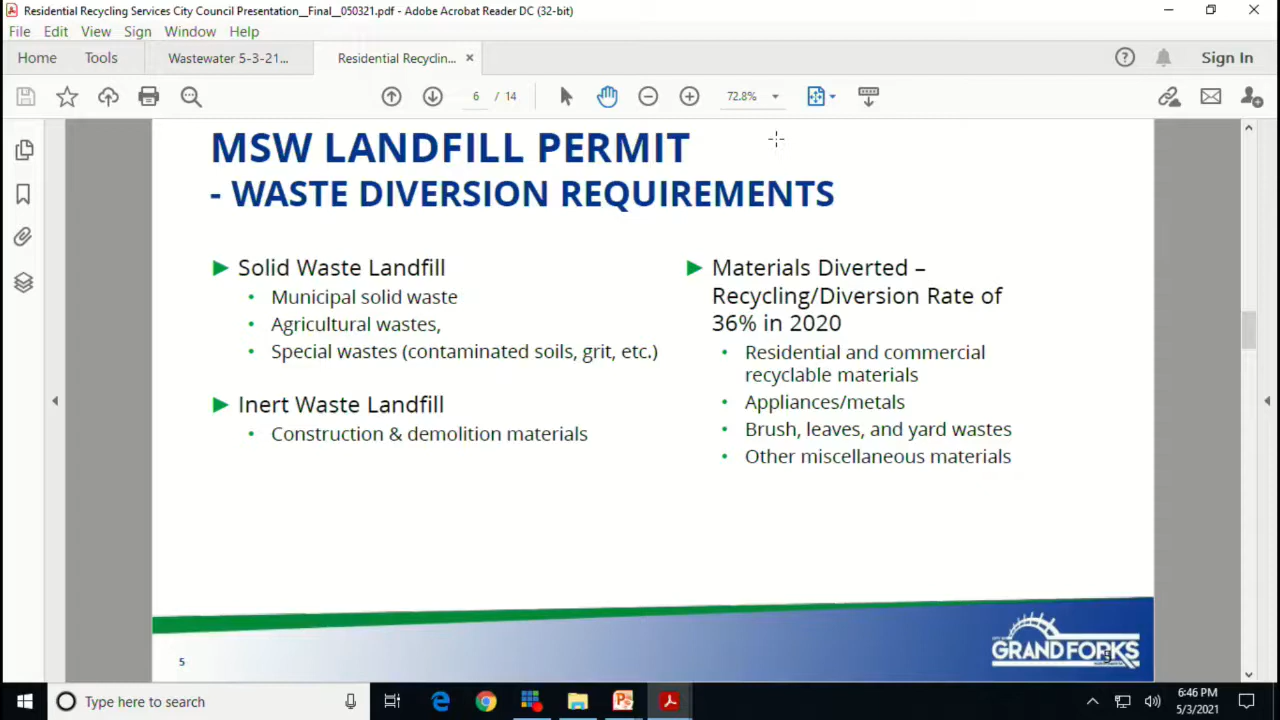 Residential Recycling Services City Council Presentation__Final__050321.pdf - Adobe Acrobat Reader DC (32-bit)
File Edit View Sign Window Help
Home Tools Wastewater 5-3-21... Residential Recyclin... × Sign In
6 / 14 72.8%
MSW LANDFILL PERMIT
- WASTE DIVERSION REQUIREMENTS
Solid Waste Landfill
• Municipal solid waste
• Agricultural wastes,
• Special wastes (contaminated soils, grit, etc.)
Inert Waste Landfill
• Construction & demolition materials
Materials Diverted –
Recycling/Diversion Rate of
36% in 2020
• Residential and commercial
recyclable materials
• Appliances/metals
• Brush, leaves, and yard wastes
• Other miscellaneous materials
5
GRAND FORKS
Type here to search
6:46 PM
5/3/2021